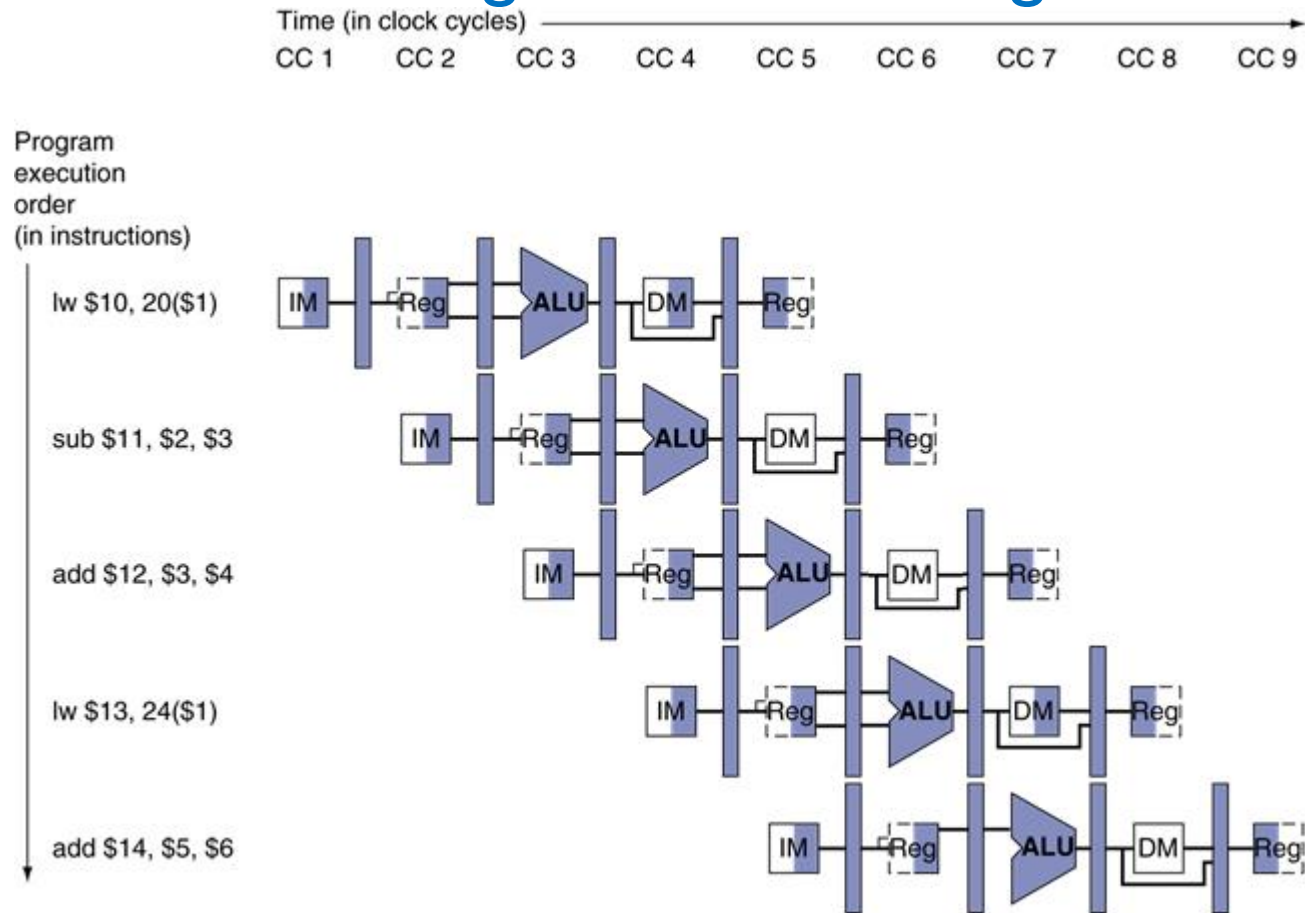 Time (in clock cycles)
CC 1 CC 2 CC 3 CC 4 CC 5 CC 6 CC 7 CC 8 CC 9
Program
execution
order
(in instructions)
lw $10, 20($1) IM Reg ALU DM Reg
sub $11, $2, $3 IM Reg ALU DM Reg
add $12, $3, $4 IM Reg ALU DM Reg
lw $13, 24($1) IM Reg ALU DM Reg
add $14, $5, $6 IM Reg ALU DM Reg